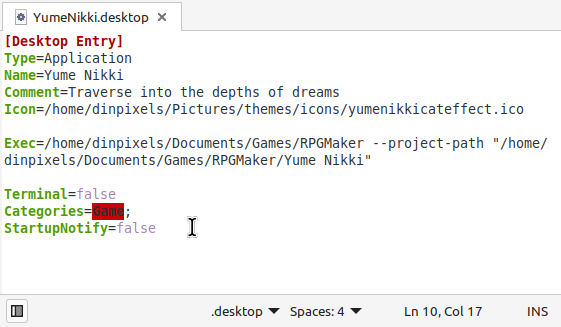 YumeNikki.desktop
[Desktop Entry]
Type=Application
Name=Yume Nikki
Comment=Traverse into the depths of dreams
Icon=/home/dinpixels/Pictures/themes/icons/yumenikkicateffect.ico
Exec=/home/dinpixels/Documents/Games/RPGMaker --project-path "/home/
dinpixels/Documents/Games/RPGMaker/Yume Nikki"
Terminal=false
Categories=Game;
StartupNotify=false
.desktop Spaces: 4 Ln 10, Col 17 INS